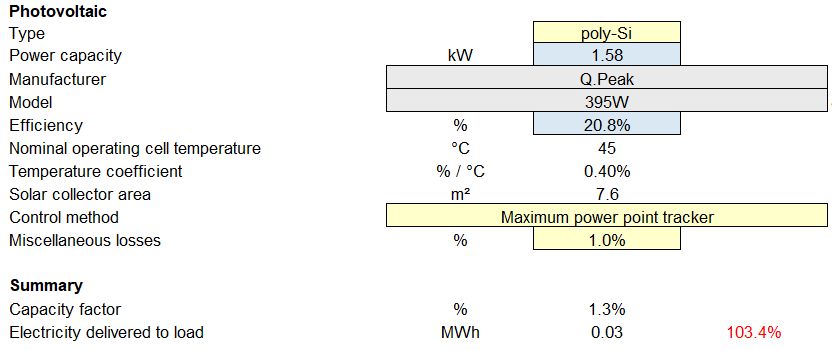 Photovoltaic
Type poly-Si
Power capacity kW 1.58
Manufacturer Q.Peak
Model 395W
Efficiency % 20.8%
Nominal operating cell temperature °C 45
Temperature coefficient % / °C 0.40%
Solar collector area m² 7.6
Control method Maximum power point tracker
Miscellaneous losses % 1.0%
Summary
Capacity factor % 1.3%
Electricity delivered to load MWh 0.03 103.4%